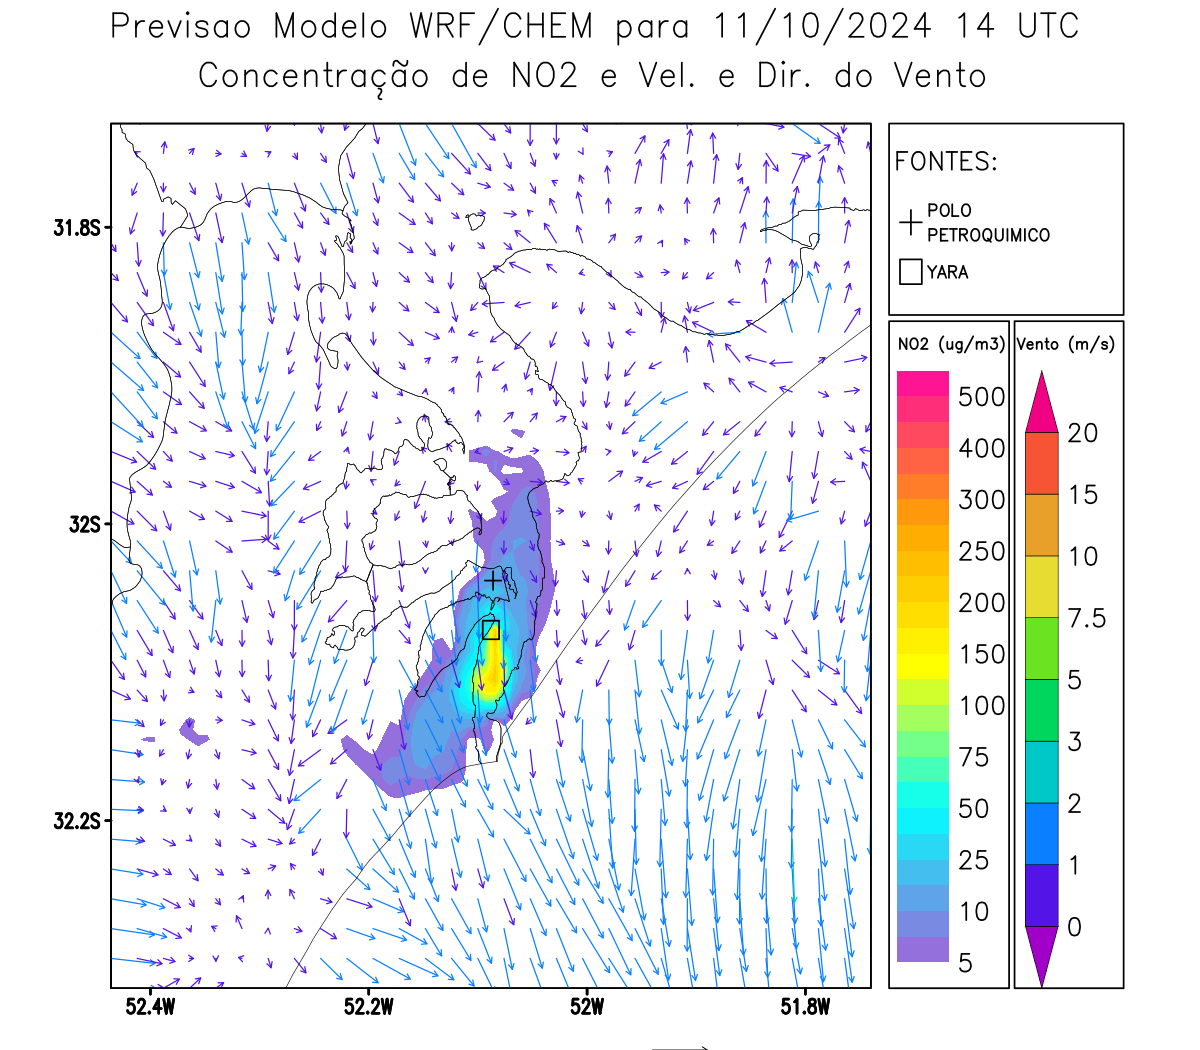 Previsao Modelo WRF/CHEM para 11/10/2024 14 UTC
Concentração de NO2 e Vel. e Dir. do Vento
FONTES:
POLO
PETROQUIMICO
YARA
NO2 (ug/m3)
500
400
300
250
200
150
100
75
50
25
10
5
Vento (m/s)
20
15
10
7.5
5
3
2
1
0
31.8S
32S
32.2S
52.4W
52.2W
52W
51.8W